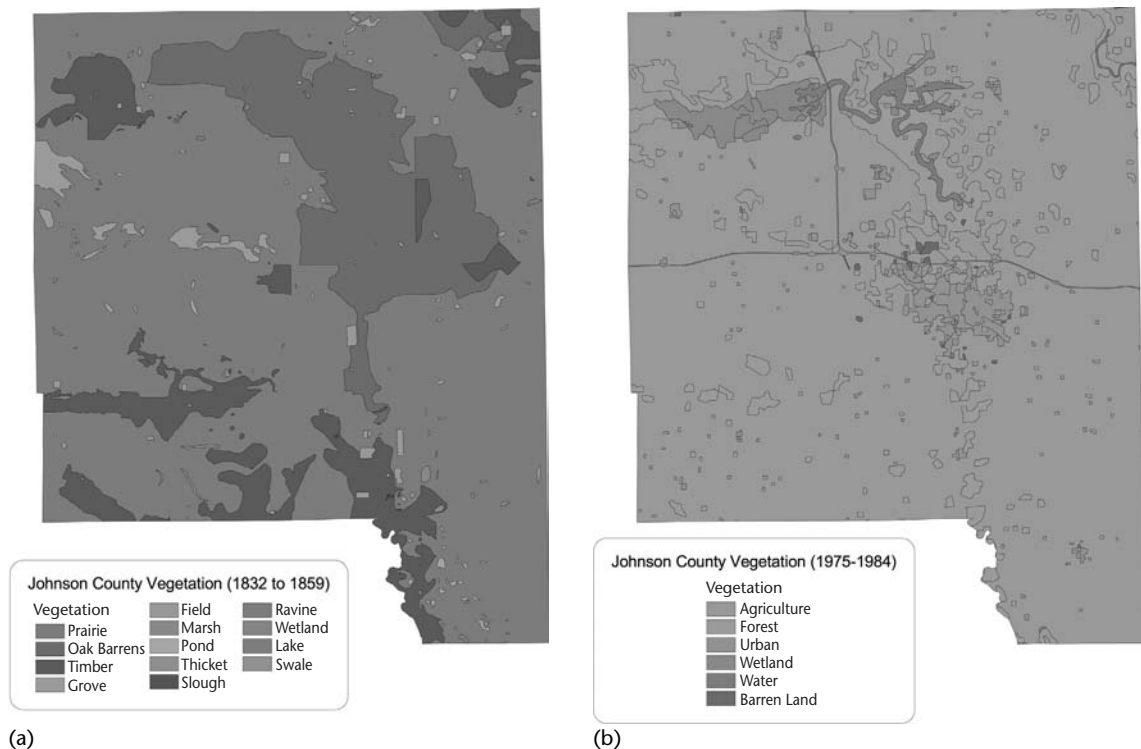 Johnson County Vegetation (1832 to 1859)
Vegetation
Prairie
Oak Barrens
Timber
Grove
Field
Marsh
Pond
Thicket
Slough
Ravine
Wetland
Lake
Swale
(a)
Johnson County Vegetation (1975-1984)
Vegetation
Agriculture
Forest
Urban
Wetland
Water
Barren Land
(b)